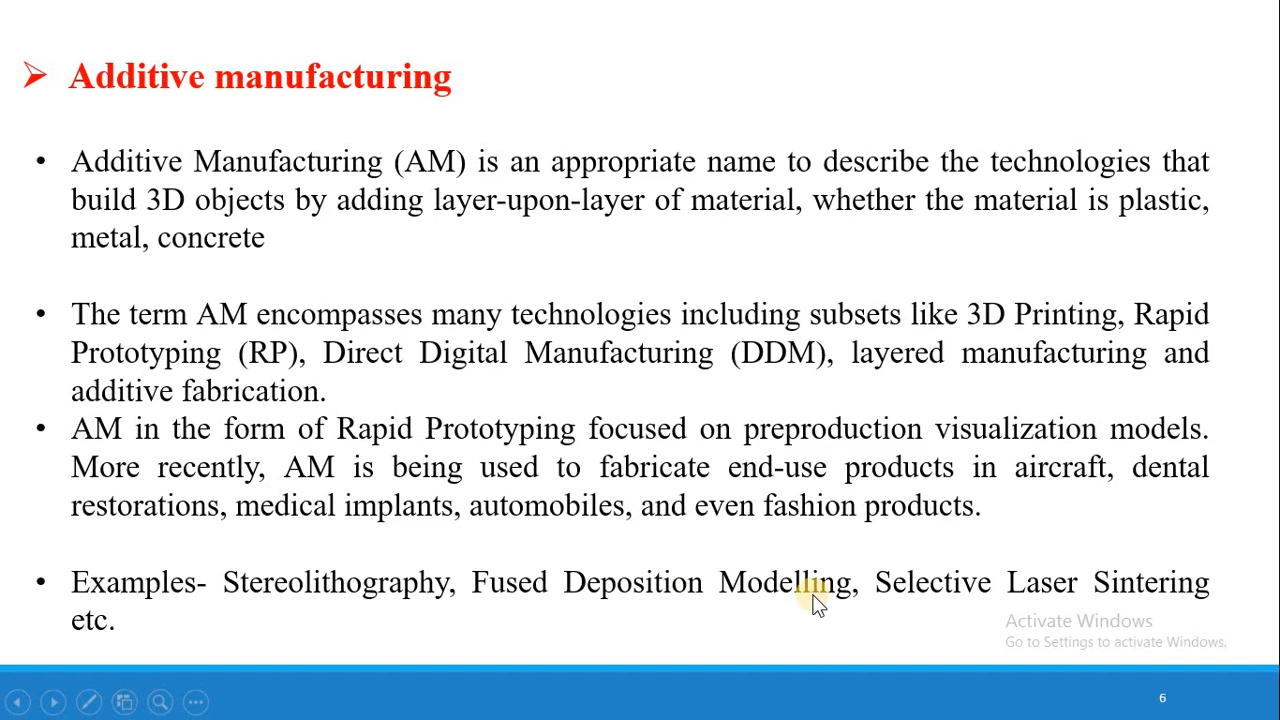 ➢ Additive manufacturing
• Additive Manufacturing (AM) is an appropriate name to describe the technologies that
build 3D objects by adding layer-upon-layer of material, whether the material is plastic,
metal, concrete
• The term AM encompasses many technologies including subsets like 3D Printing, Rapid
Prototyping (RP), Direct Digital Manufacturing (DDM), layered manufacturing and
additive fabrication.
• AM in the form of Rapid Prototyping focused on preproduction visualization models.
More recently, AM is being used to fabricate end-use products in aircraft, dental
restorations, medical implants, automobiles, and even fashion products.
• Examples- Stereolithography, Fused Deposition Modelling, Selective Laser Sintering
etc.
Activate Windows
Go to Settings to activate Windows.
6